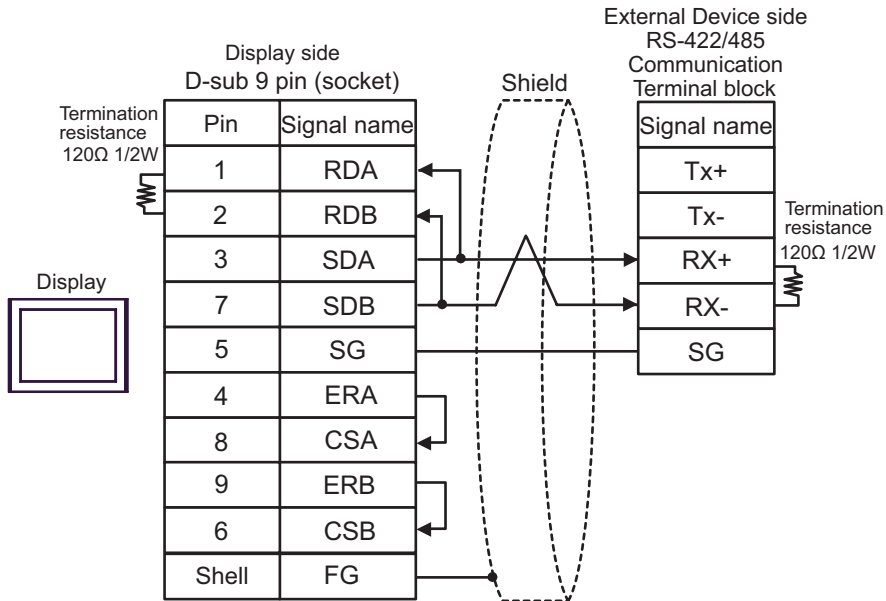 External Device side
RS-422/485
Communication
Terminal block
Display side
D-sub 9 pin (socket)
Shield
Termination
resistance
120Ω 1/2W
Pin Signal name
1 RDA
2 RDB
3 SDA
7 SDB
5 SG
4 ERA
8 CSA
9 ERB
6 CSB
Shell FG
Display
Signal name
Tx+
Tx-
RX+
RX-
SG
Termination
resistance
120Ω 1/2W